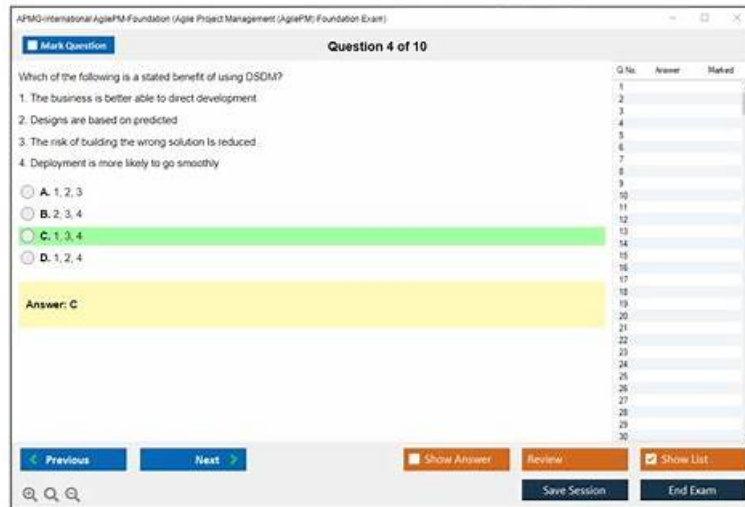 APMG-International AgilePM-Foundation (Agile Project Management (AgilePM) Foundation Exam)
Mark Question
Question 4 of 10
Which of the following is a stated benefit of using DSDM?
1. The business is better able to direct development
2. Designs are based on predicted
3. The risk of building the wrong solution Is reduced
4. Deployment is more likely to go smoothly
A. 1, 2, 3
B. 2, 3, 4
C. 1, 3, 4
D. 1, 2, 4
Answer: C
Q No. Answer Marked
1
2
3
4
5
6
7
8
9
10
11
12
13
14
15
16
17
18
19
20
21
22
23
24
25
26
27
28
29
30
Previous Next Show Answer Review Show List
Save Session End Exam